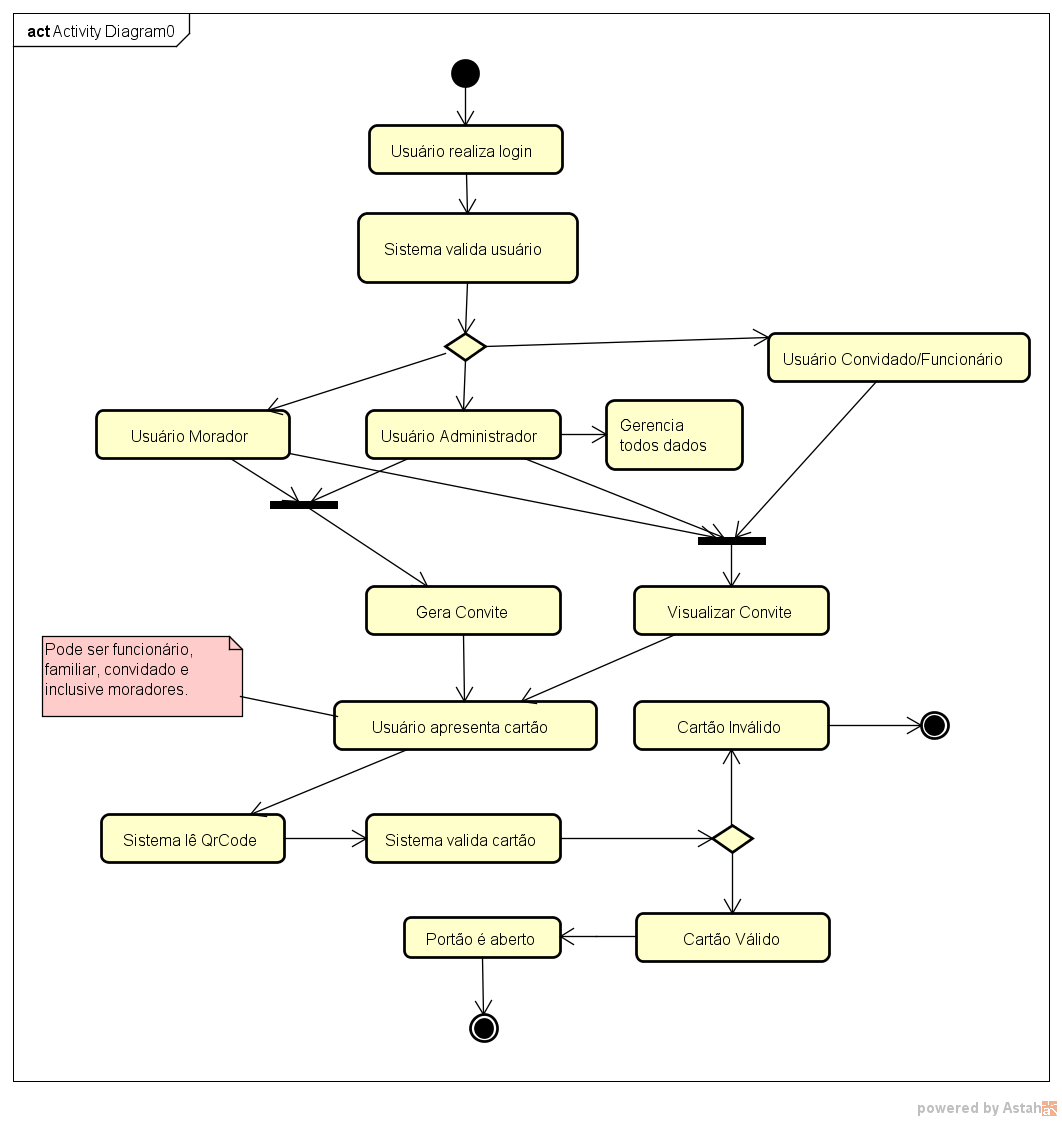 act Activity Diagram0
Usuário realiza login
Sistema valida usuário
Usuário Convidado/Funcionário
Usuário Morador
Usuário Administrador
Gerencia
todos dados
Gera Convite
Visualizar Convite
Pode ser funcionário,
familiar, convidado e
inclusive moradores.
Usuário apresenta cartão
Cartão Inválido
Sistema lê QrCode
Sistema valida cartão
Portão é aberto
Cartão Válido
powered by Astah